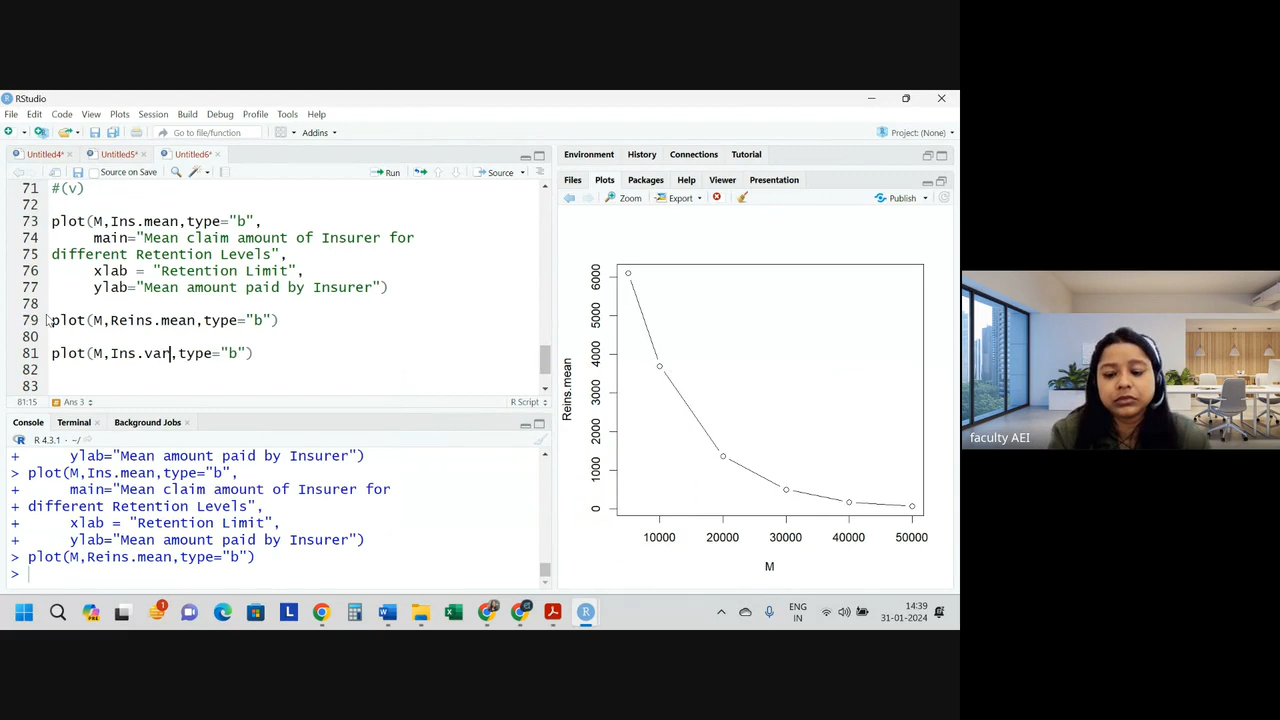 RStudio
File Edit Code View Plots Session Build Debug Profile Tools Help
Go to file/function
Addins
Project: (None)
Untitled4* Untitled5* Untitled6*
Source on Save
Run
Source
71 #(v)
72
73 plot(M,Ins.mean,type="b",
74 main="Mean claim amount of Insurer for
75 different Retention Levels",
76 xlab = "Retention Limit",
77 ylab="Mean amount paid by Insurer")
78
79 plot(M,Reins.mean,type="b")
80
81 plot(M,Ins.var,type="b")
82
83
81:15 Ans 3 R Script
Console Terminal Background Jobs
R 4.3.1 · ~/
+ ylab="Mean amount paid by Insurer")
> plot(M,Ins.mean,type="b",
+ main="Mean claim amount of Insurer for
+ different Retention Levels",
+ xlab = "Retention Limit",
+ ylab="Mean amount paid by Insurer")
> plot(M,Reins.mean,type="b")
>
Environment History Connections Tutorial
Files Plots Packages Help Viewer Presentation
Zoom Export Publish
6000
5000
4000
3000
2000
1000
0
Reins.mean
10000 20000 30000 40000 50000
M
faculty AEI
ENG
IN
14:39
31-01-2024